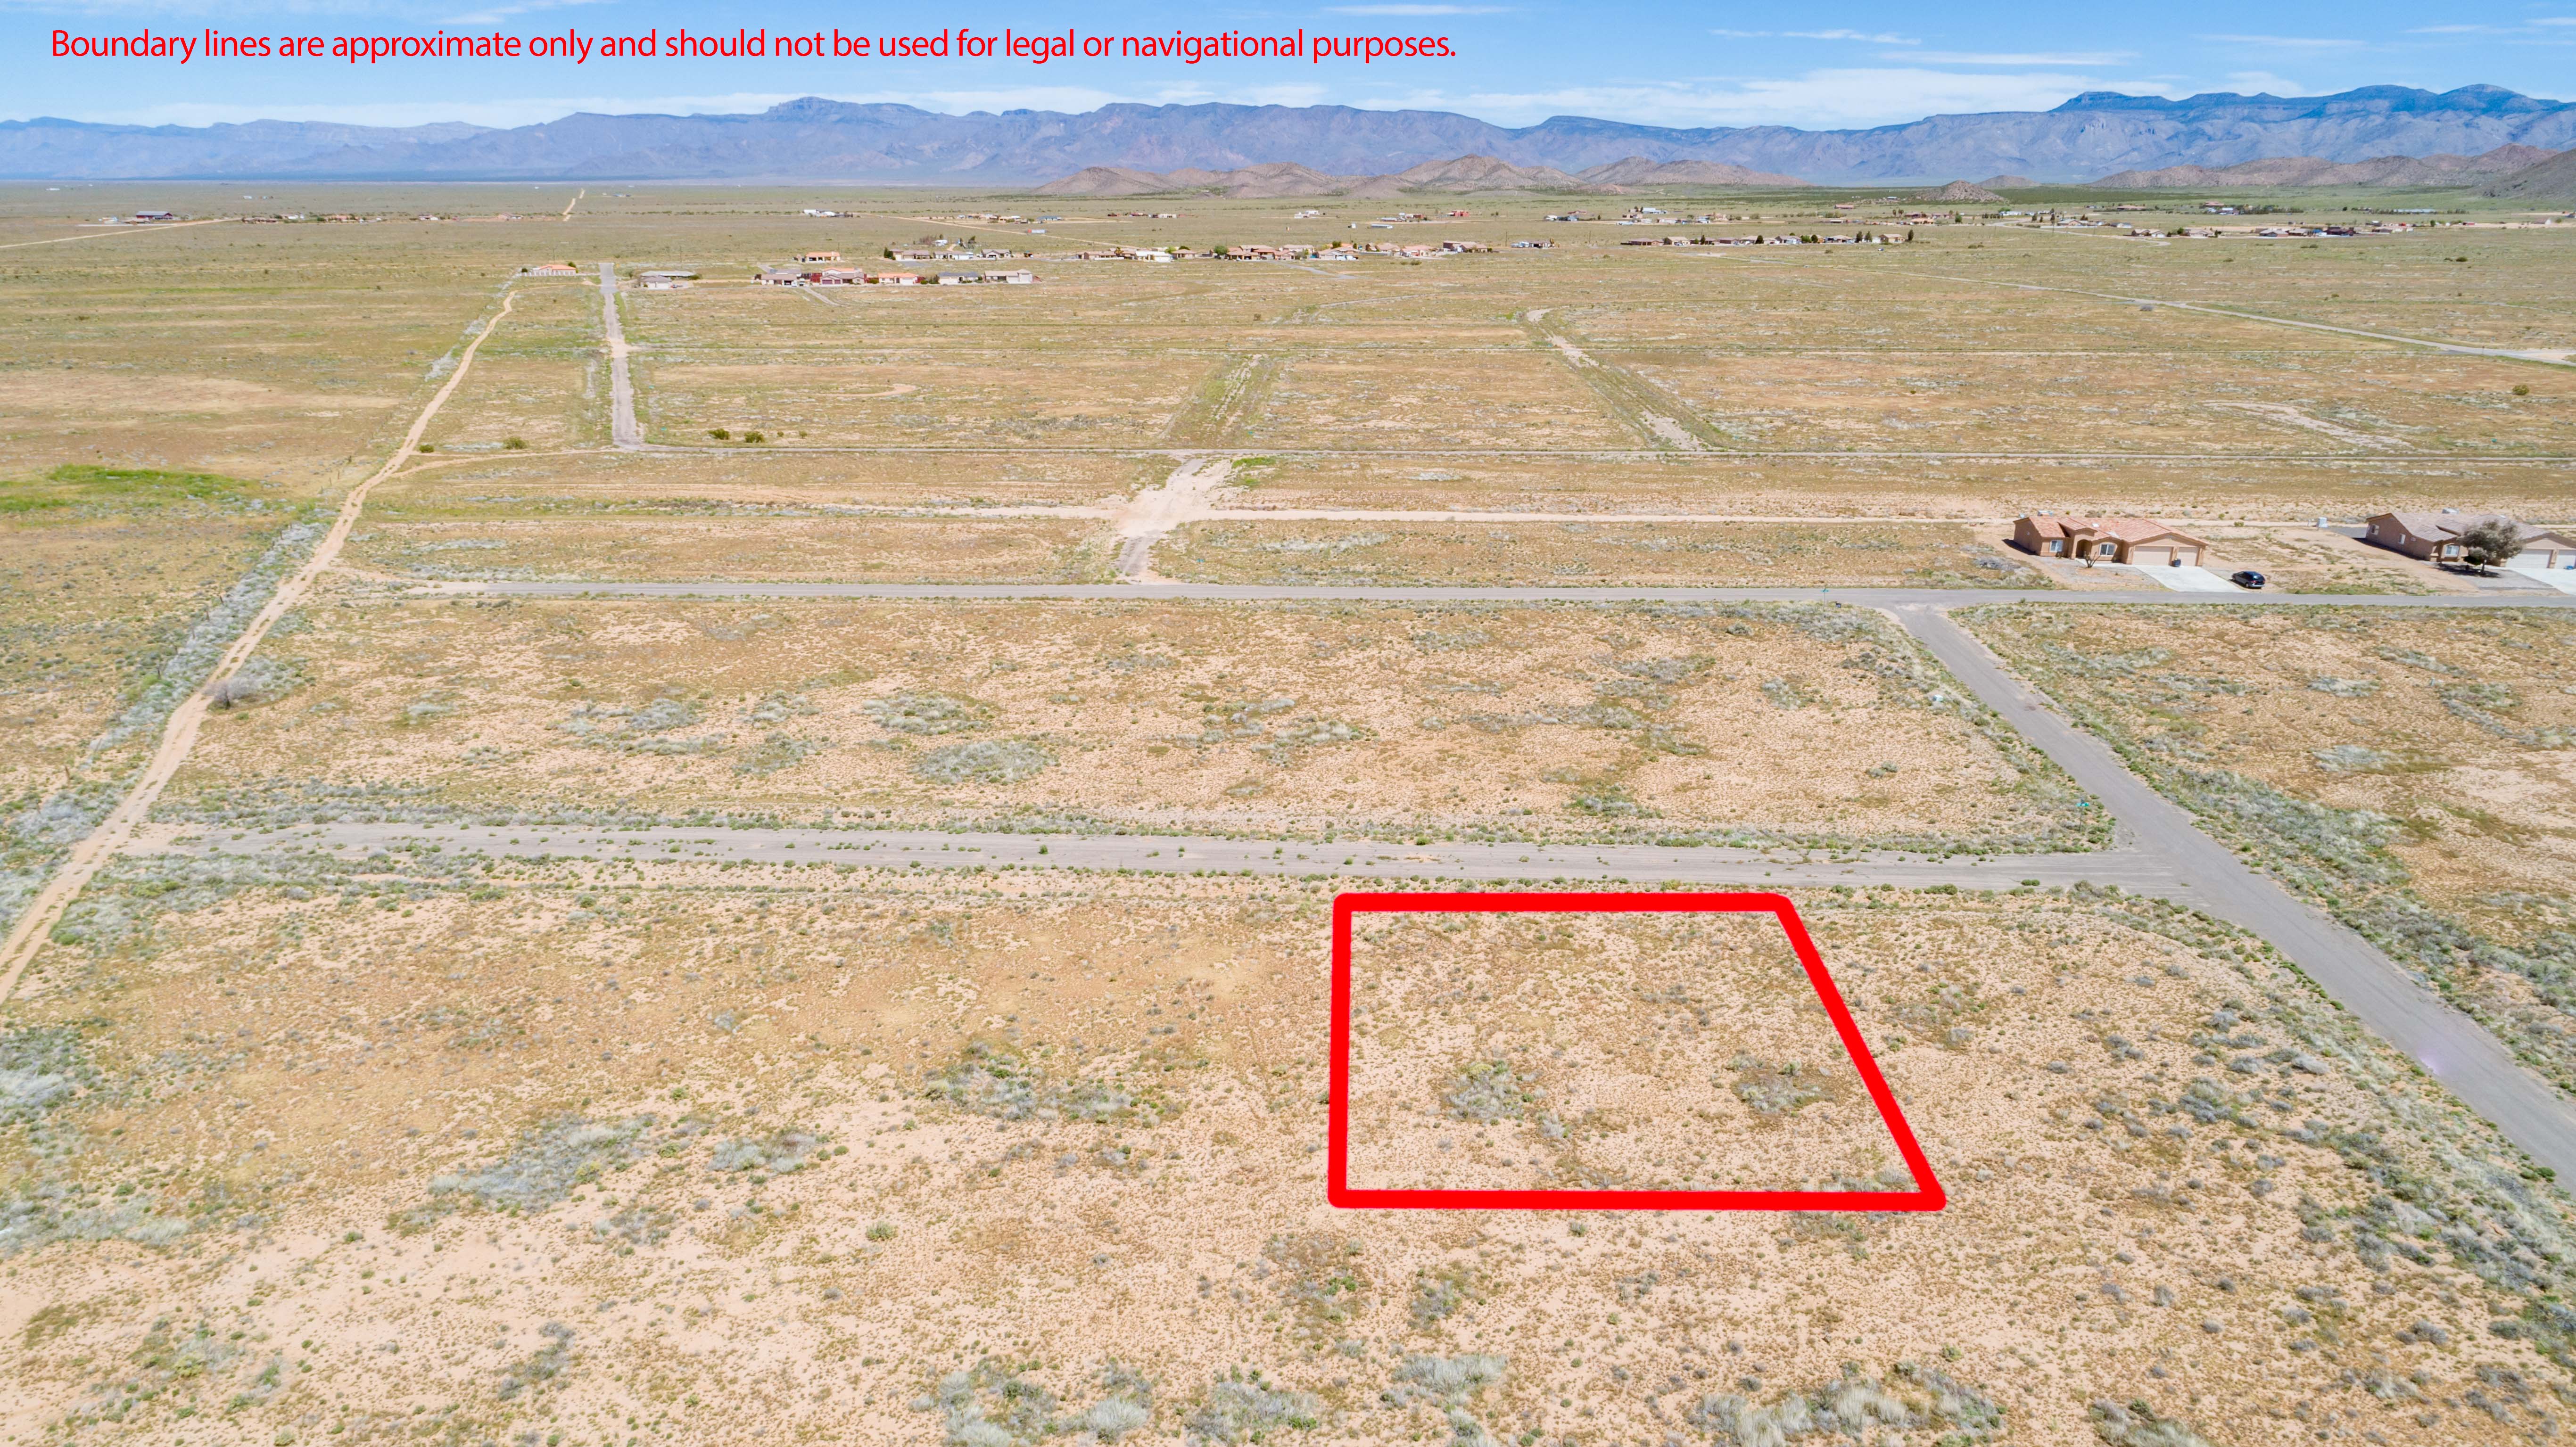 Boundary lines are approximate only and should not be used for legal or navigational purposes.